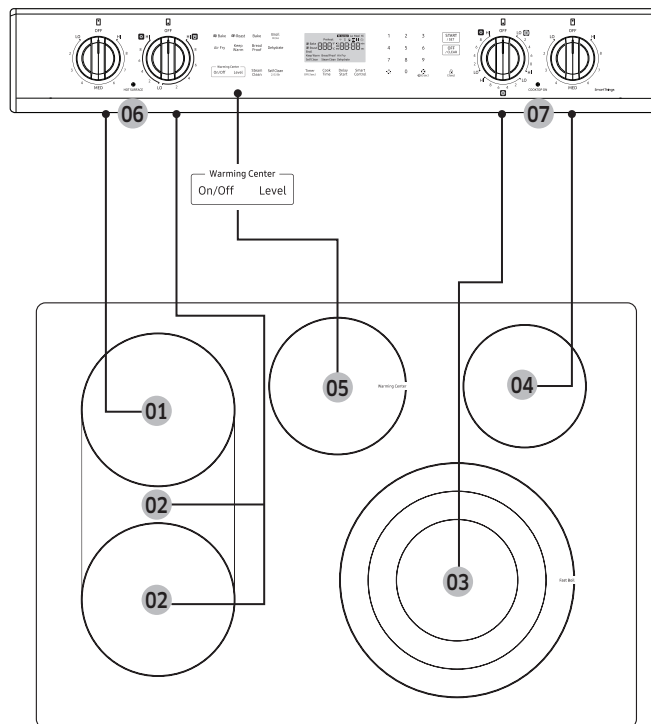 OFF
LO
HI
MED
HOT SURFACE
OFF
HI
LO
Bake
Roast
Bake
Broil
Air Fry
Keep Warm
Bread Proof
Dehydrate
Warming Center
On/Off Level
Steam Clean
Self Clean
Timer
Cook Time
Delay Start
Smart Control
1 2 3
4 5 6
7 8 9
0
START
/ SET
OFF
/ CLEAR
OFF
LO
HI
COOKTOP ON
OFF
LO
HI
MED
SmartThings
06
07
Warming Center
On/Off Level
01
05
Warming Center
04
02
02
03
Fast Boil